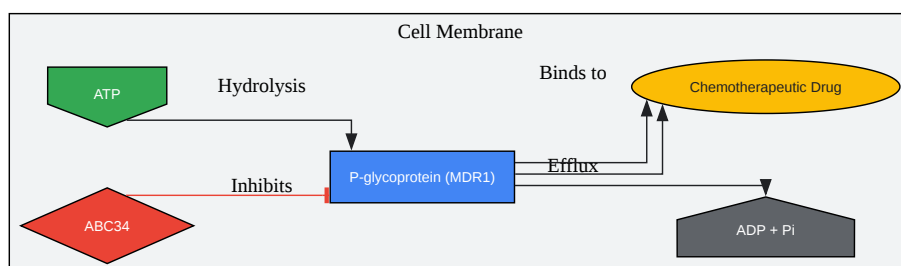 Cell Membrane
ATP
Hydrolysis
Binds to
Chemotherapeutic Drug
P-glycoprotein (MDR1)
Efflux
Inhibits
ABC34
ADP + Pi